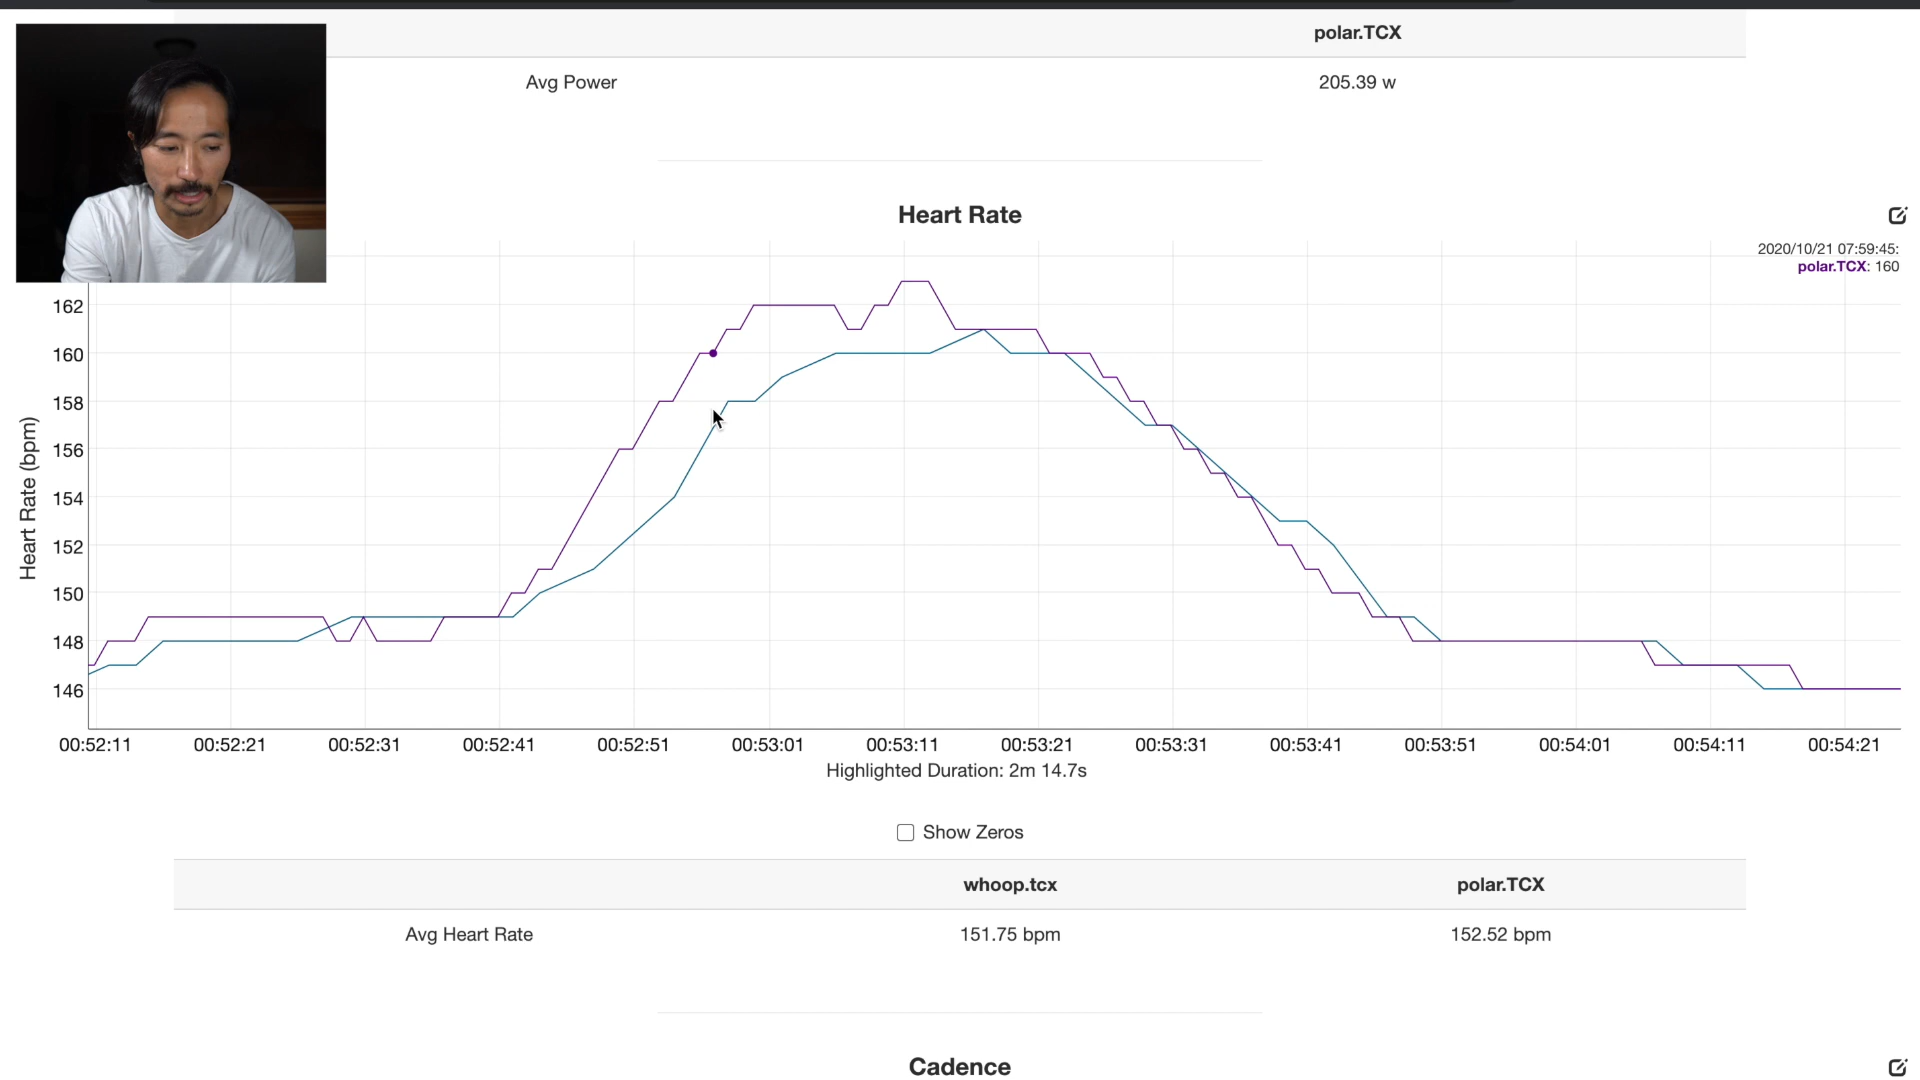 polar.TCX
Avg Power 205.39 w
Heart Rate
2020/10/21 07:59:45:
polar.TCX: 160
Heart Rate (bpm)
162
160
158
156
154
152
150
148
146
00:52:11 00:52:21 00:52:31 00:52:41 00:52:51 00:53:01 00:53:11 00:53:21 00:53:31 00:53:41 00:53:51 00:54:01 00:54:11 00:54:21
Highlighted Duration: 2m 14.7s
Show Zeros
whoop.tcx polar.TCX
Avg Heart Rate 151.75 bpm 152.52 bpm
Cadence